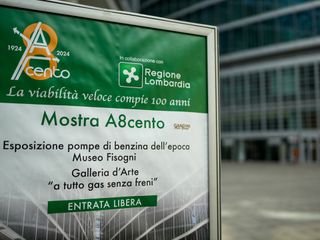 1924 2024
A8cento
in collaborazione con
Regione
Lombardia
La viabilità veloce compie 100 anni
Mostra A8cento
Esposizione pompe di benzina dell'epoca
Museo Fisogni
Galleria d'Arte
"a tutto gas senza freni"
ENTRATA LIBERA